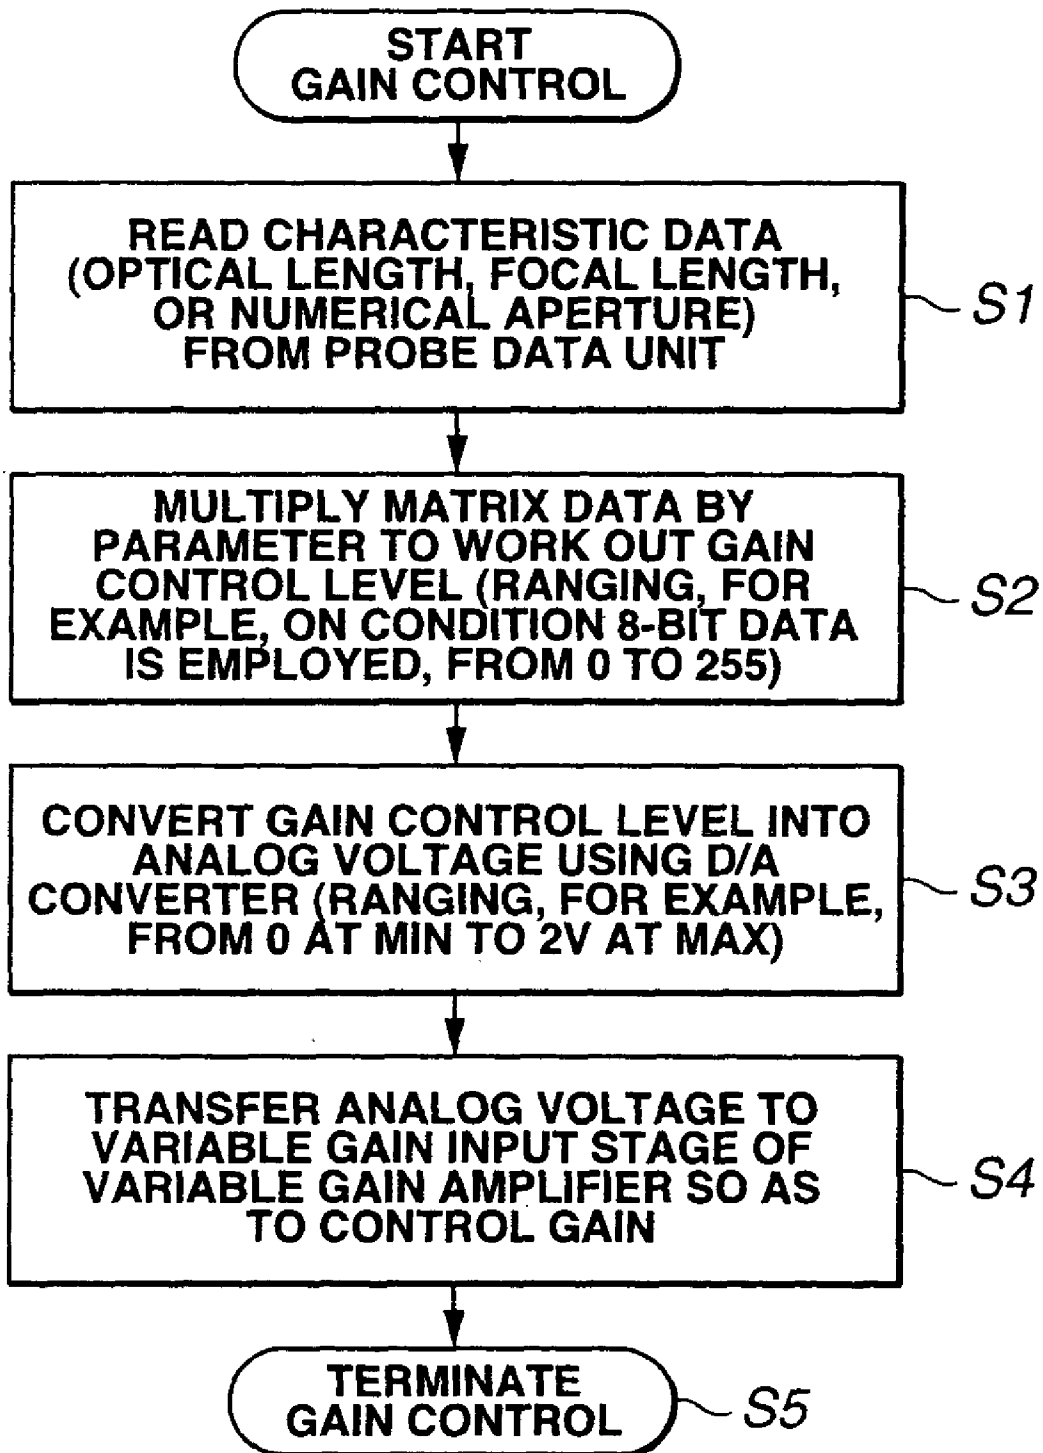 START
GAIN CONTROL
READ CHARACTERISTIC DATA
(OPTICAL LENGTH, FOCAL LENGTH,
OR NUMERICAL APERTURE)
FROM PROBE DATA UNIT
S1
MULTIPLY MATRIX DATA BY
PARAMETER TO WORK OUT GAIN
CONTROL LEVEL (RANGING, FOR
EXAMPLE, ON CONDITION 8-BIT DATA
IS EMPLOYED, FROM 0 TO 255)
S2
CONVERT GAIN CONTROL LEVEL INTO
ANALOG VOLTAGE USING D/A
CONVERTER (RANGING, FOR EXAMPLE,
FROM 0 AT MIN TO 2V AT MAX)
S3
TRANSFER ANALOG VOLTAGE TO
VARIABLE GAIN INPUT STAGE OF
VARIABLE GAIN AMPLIFIER SO AS
TO CONTROL GAIN
S4
TERMINATE
GAIN CONTROL
S5